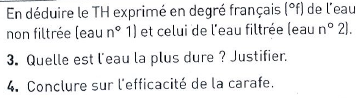 En déduire le TH exprimé en degré français (°f) de l'eau
non filtrée (eau n° 1) et celui de l'eau filtrée (eau n° 2).
3. Quelle est l'eau la plus dure ? Justifier.
4. Conclure sur l'efficacité de la carafe.